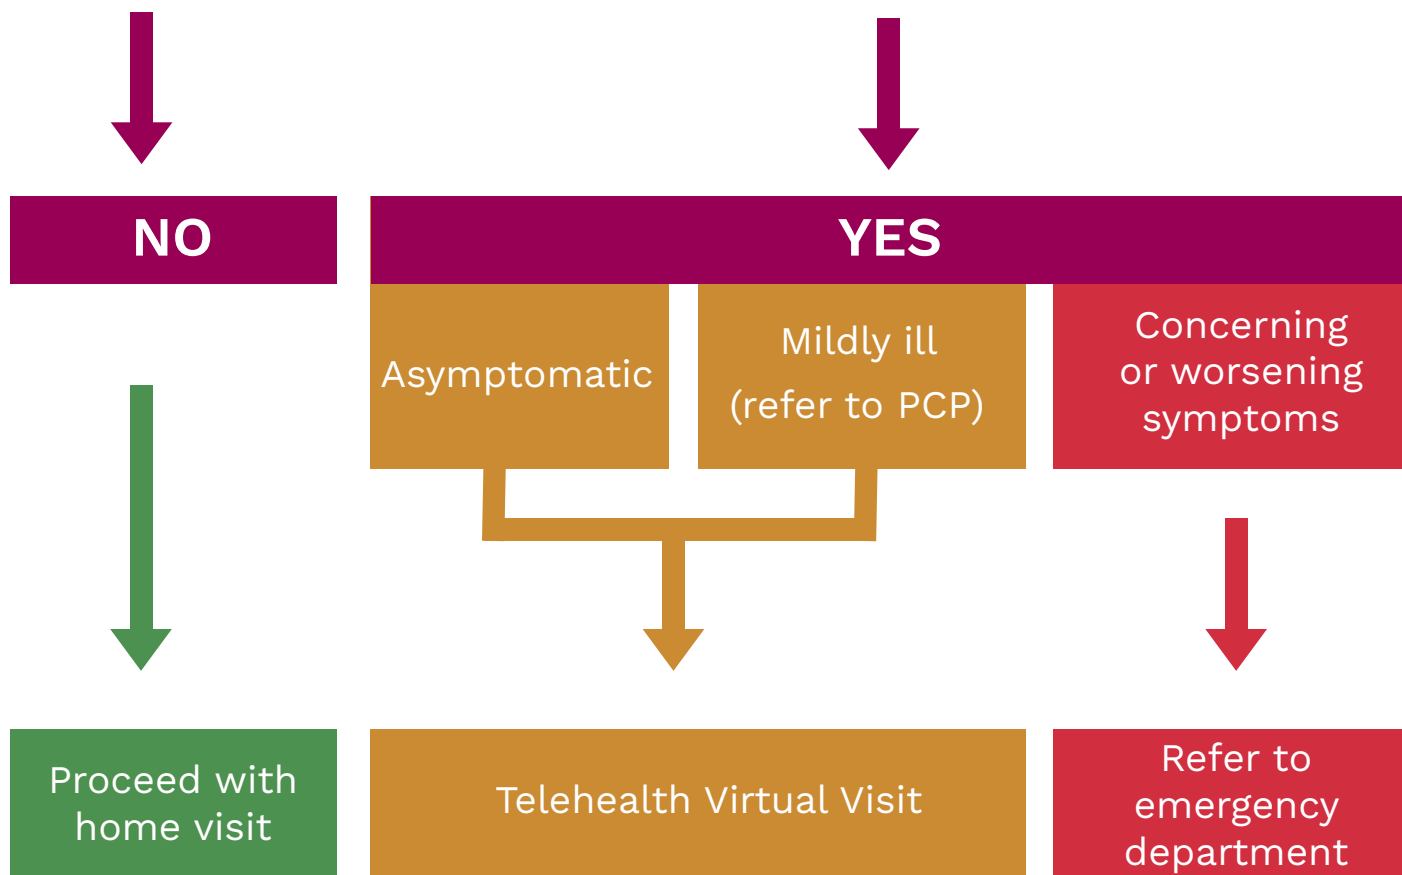 NO
YES
Asymptomatic
Mildly ill
(refer to PCP)
Concerning
or worsening
symptoms
Proceed with
home visit
Telehealth Virtual Visit
Refer to
emergency
department